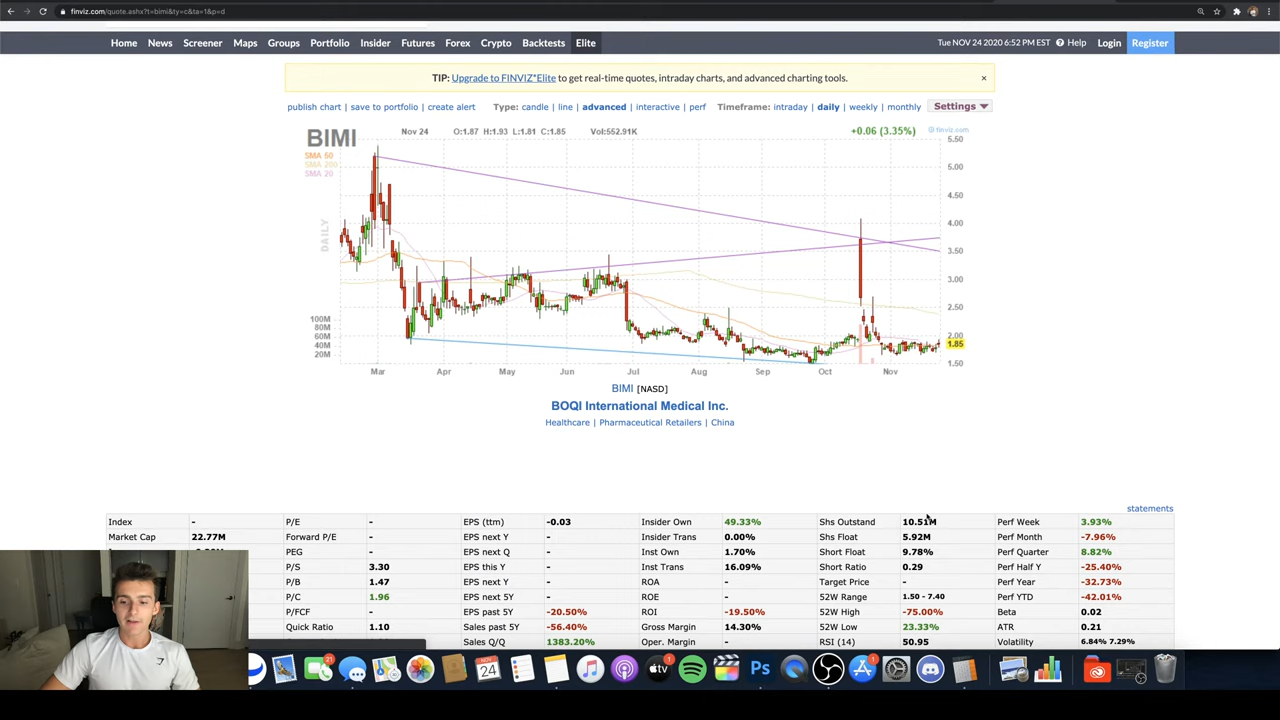 finviz.com/quote.ashx?t=bimi&ty=c&ta=1&p=d
Home News Screener Maps Groups Portfolio Insider Futures Forex Crypto Backtests Elite
Tue NOV 24 2020 6:52 PM EST Help Login Register
TIP: Upgrade to FINVIZ*Elite to get real-time quotes, intraday charts, and advanced charting tools. ×
publish chart | save to portfolio | create alert Type: candle | line | advanced | interactive | perf Timeframe: intraday | daily | weekly | monthly Settings
BIMI Nov 24 O:1.87 H:1.93 L:1.81 C:1.85 Vol:552.91K +0.06 (3.35%) © finviz.com
SMA 50
SMA 200
SMA 20
DAILY
5.50
5.00
4.50
4.00
3.50
3.00
2.50
2.00
1.85
1.50
100M
80M
60M
40M
20M
Mar Apr May Jun Jul Aug Sep Oct Nov
BIMI [NASD]
BOQI International Medical Inc.
Healthcare | Pharmaceutical Retailers | China
statements
Index - P/E - EPS (ttm) -0.03 Insider Own 49.33% Shs Outstand 10.51M Perf Week 3.93%
Market Cap 22.77M Forward P/E - EPS next Y - Insider Trans 0.00% Shs Float 5.92M Perf Month -7.96%
PEG - EPS next Q - Inst Own 1.70% Short Float 9.78% Perf Quarter 8.82%
P/S 3.30 EPS this Y - Inst Trans 16.09% Short Ratio 0.29 Perf Half Y -25.40%
P/B 1.47 EPS next Y - ROA - Target Price - Perf Year -32.73%
P/C 1.96 EPS next 5Y - ROE - 52W Range 1.50 - 7.40 Perf YTD -42.01%
P/FCF - EPS past 5Y -20.50% ROI -19.50% 52W High -75.00% Beta 0.02
Quick Ratio 1.10 Sales past 5Y -56.40% Gross Margin 14.30% 52W Low 23.33% ATR 0.21
Sales Q/Q 1383.20% Oper. Margin - RSI (14) 50.95 Volatility 6.84% 7.29%
21
NOV
24
1
tv
Ps
1